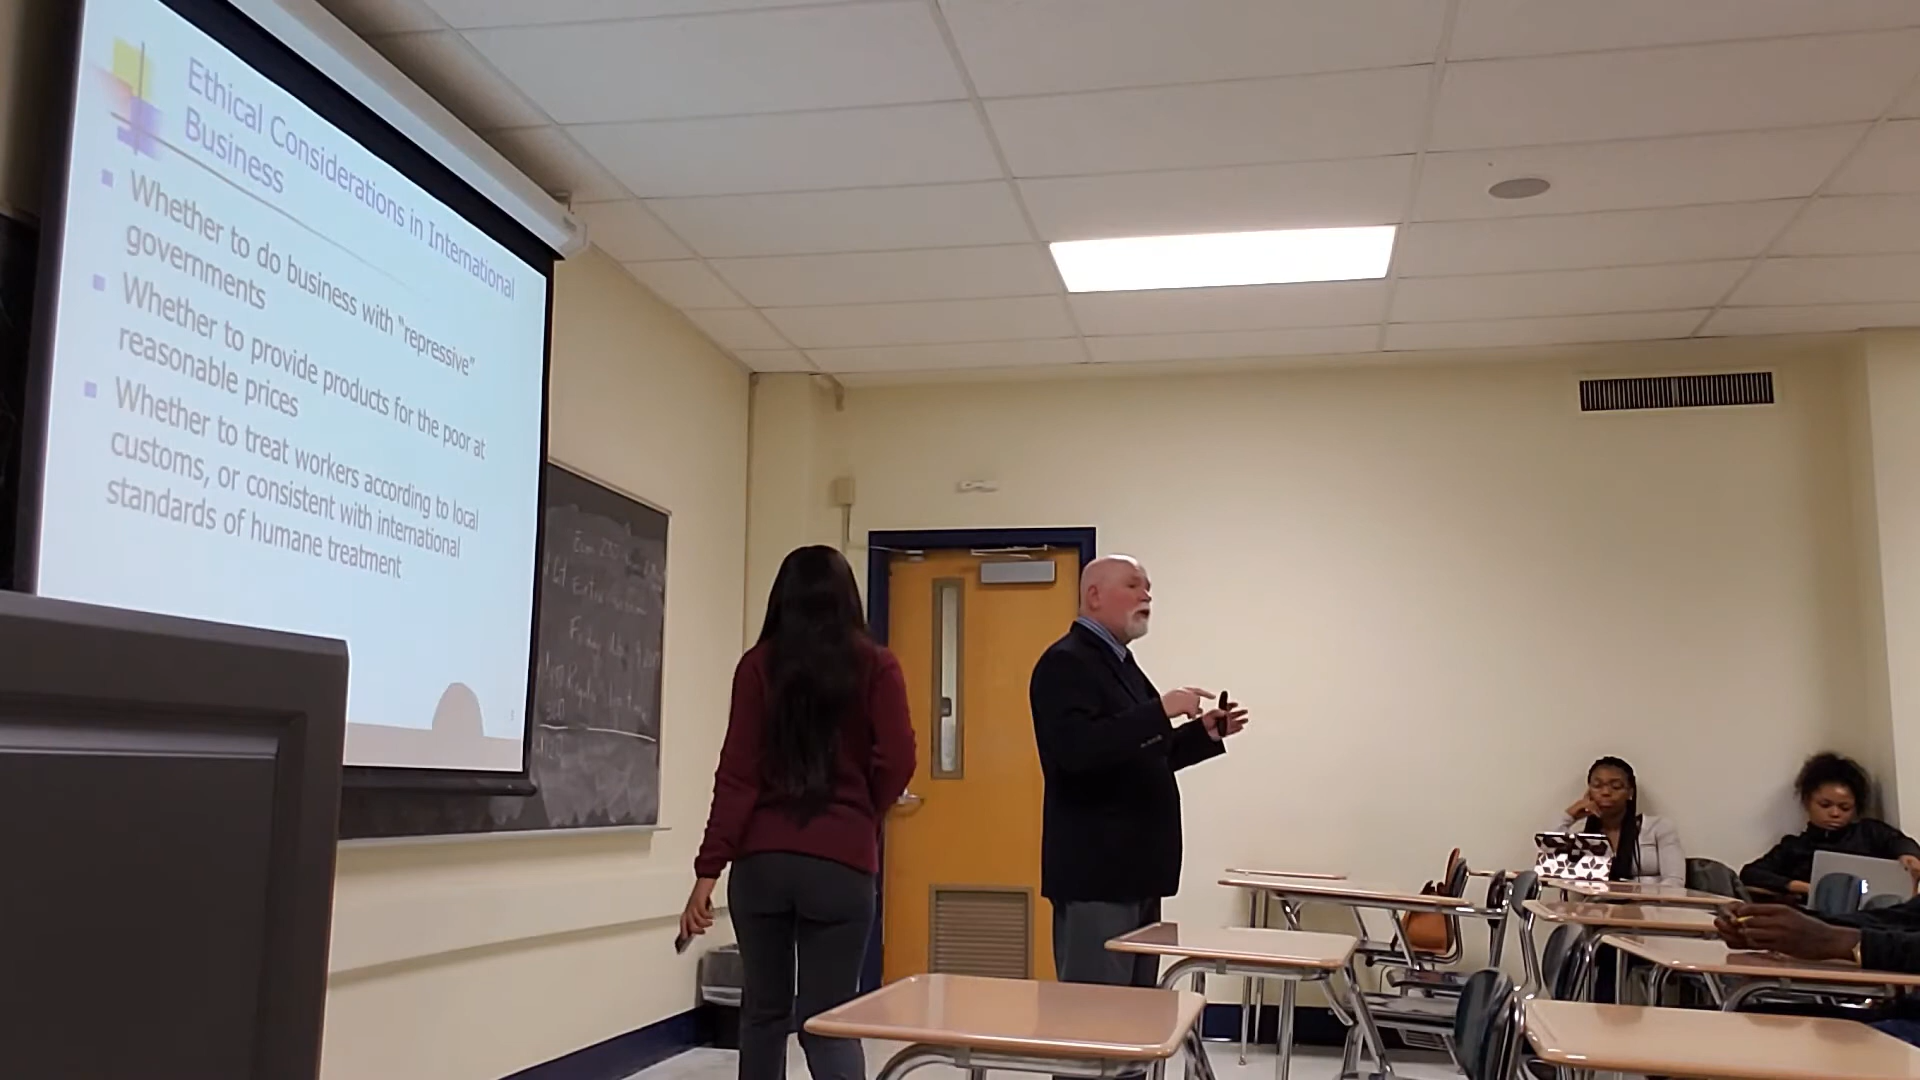 Ethical Considerations in International
Business
Whether to do business with "repressive"
governments
Whether to provide products for the poor at
reasonable prices
Whether to treat workers according to local
customs, or consistent with international
standards of humane treatment
Extra